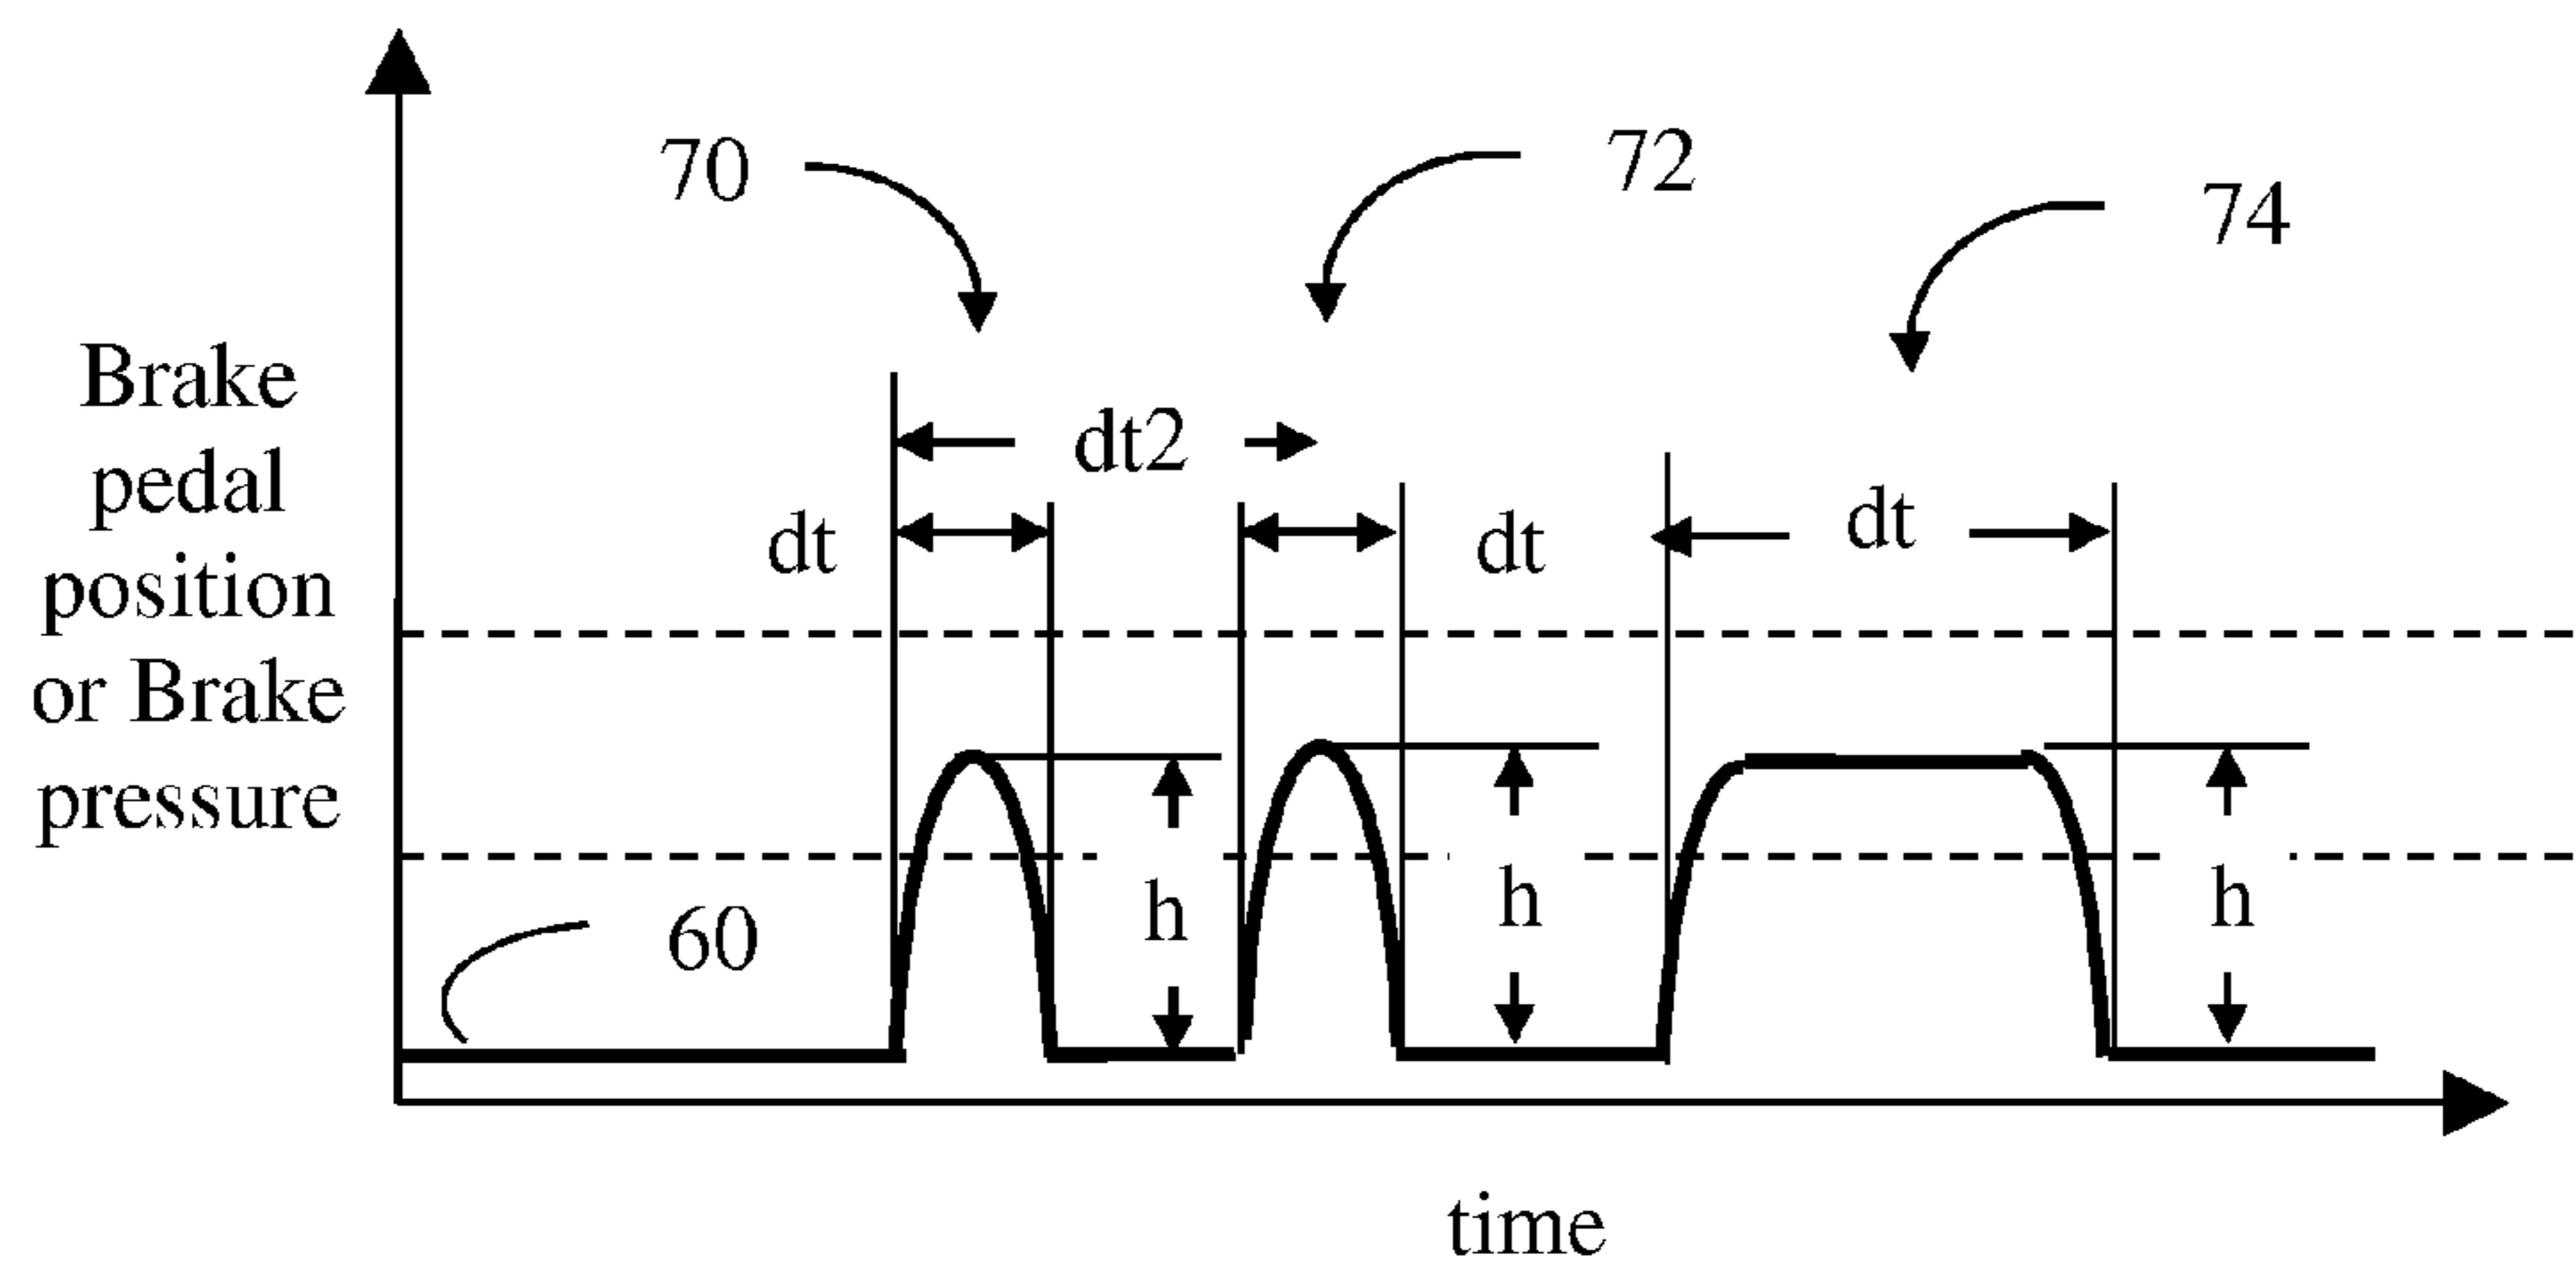 70
72
74
Brake
pedal
position
or Brake
pressure
dt2
dt
dt
dt
h
h
h
60
time